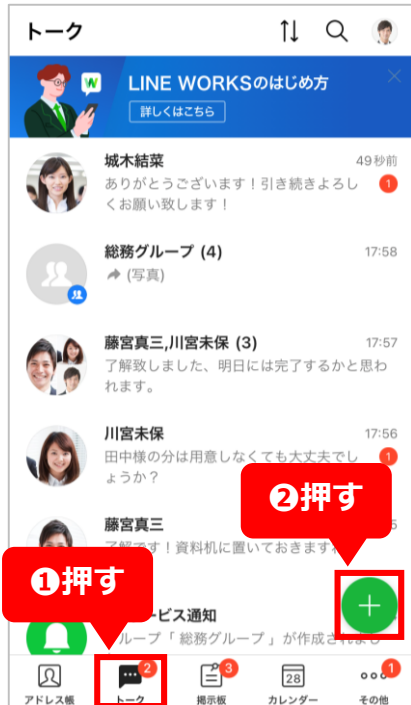 トーク
W
LINE WORKSのはじめ方
詳しくはこちら
城木結菜
49秒前
ありがとうございます！引き続きよろし
くお願い致します！
1
総務グループ (4)
17:58
(写真)
藤宮真三,川宮未保 (3)
17:57
了解致しました、明日には完了するかと思わ
れます。
川宮未保
17:56
田中様の分は用意しなくても大丈夫でし
ょうか？
1
❷押す
藤宮真三
5
了解です！資料机に置いておきます
❶押す
ービス通知
ループ「 総務グループ 」が作成されまし
+
2
3
28
1
アドレス帳
トーク
掲示板
カレンダー
その他